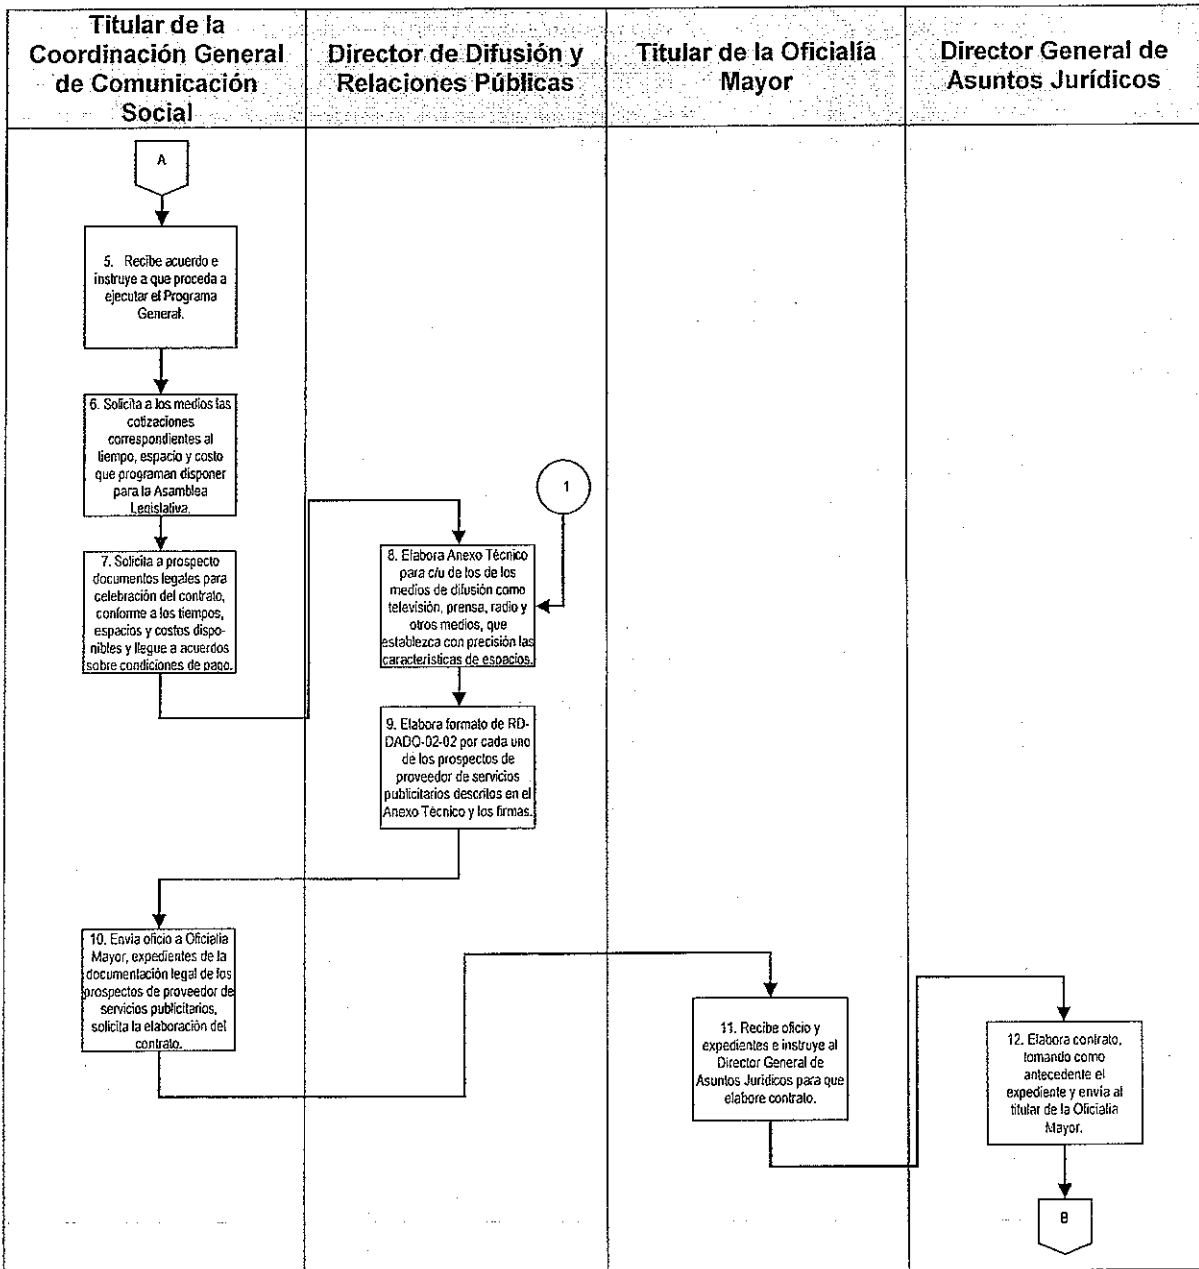 Titular de la
Coordinación General
de Comunicación
Social
Director de Difusión y
Relaciones Públicas
Titular de la Oficialía
Mayor
Director General de
Asuntos Jurídicos
A
5. Recibe acuerdo e
instruye a que proceda a
ejecutar el Programa
General.
6. Solicita a los medios las
cotizaciones
correspondientes al
tiempo, espacio y costo
que programan disponer
para la Asamblea
Legislativa.
7. Solicita a prospecto
documentos legales para
celebración del contrato,
conforme a los tiempos,
espacios y costos dispo-
nibles y llegue a acuerdos
sobre condiciones de pago.
1
8. Elabora Anexo Técnico
para c/u de los de los
medios de difusión como
televisión, prensa, radio y
otros medios, que
establezca con precisión las
características de espacios.
9. Elabora formato de RD-
DADQ-02-02 por cada uno
de los prospectos de
proveedor de servicios
publicitarios descritos en el
Anexo Técnico y los firmas.
10. Envía oficio a Oficialía
Mayor, expedientes de la
documentación legal de los
prospectos de proveedor de
servicios publicitarios,
solicita la elaboración del
contrato.
11. Recibe oficio y
expedientes e instruye al
Director General de
Asuntos Jurídicos para que
elabore contrato.
12. Elabora contrato,
tomando como
antecedente el
expediente y envía al
titular de la Oficialía
Mayor.
B